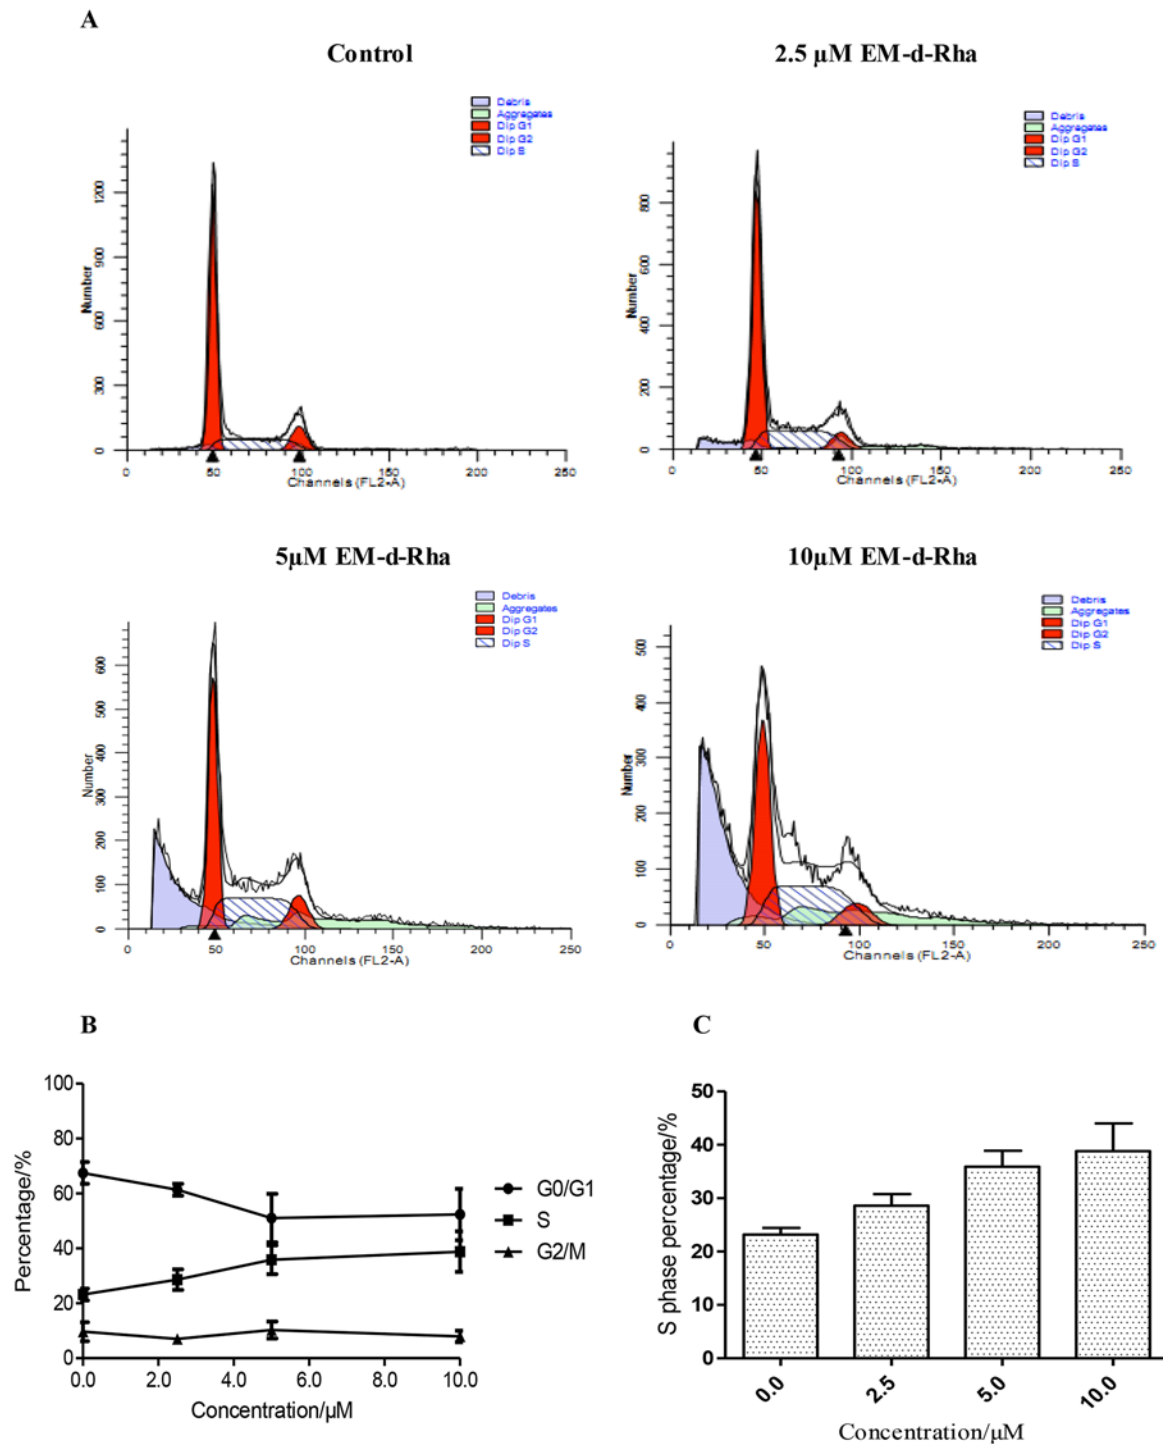 A
Control
2.5 µM EM-d-Rha
Debris
Aggregates
Dip G1
Dip G2
Dip S
Number
0 300 600 900 1200
0 50 100 150 200 250
Channels (FL2-A)
Debris
Aggregates
Dip G1
Dip G2
Dip S
Number
0 200 400 600 800
0 50 100 150 200 250
Channels (FL2-A)
5µM EM-d-Rha
10µM EM-d-Rha
Debris
Aggregates
Dip G1
Dip G2
Dip S
Number
0 100 200 300 400 500 600
0 50 100 150 200 250
Channels (FL2-A)
Debris
Aggregates
Dip G1
Dip G2
Dip S
Number
0 100 200 300 400 500
0 50 100 150 200 250
Channels (FL2-A)
B
Percentage/%
100
80
60
40
20
0
0.0 2.0 4.0 6.0 8.0 10.0
Concentration/µM
G0/G1
S
G2/M
C
S phase percentage/%
50
40
30
20
10
0
0.0 2.5 5.0 10.0
Concentration/µM